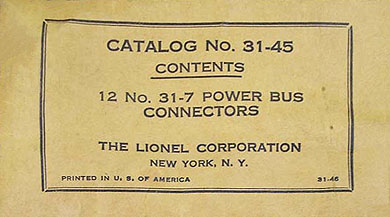 CATALOG NO. 31-45
CONTENTS
12 NO. 31-7 POWER BUS
CONNECTORS
THE LIONEL CORPORATION
NEW YORK, N. Y.
PRINTED IN U. S. OF AMERICA 31-45